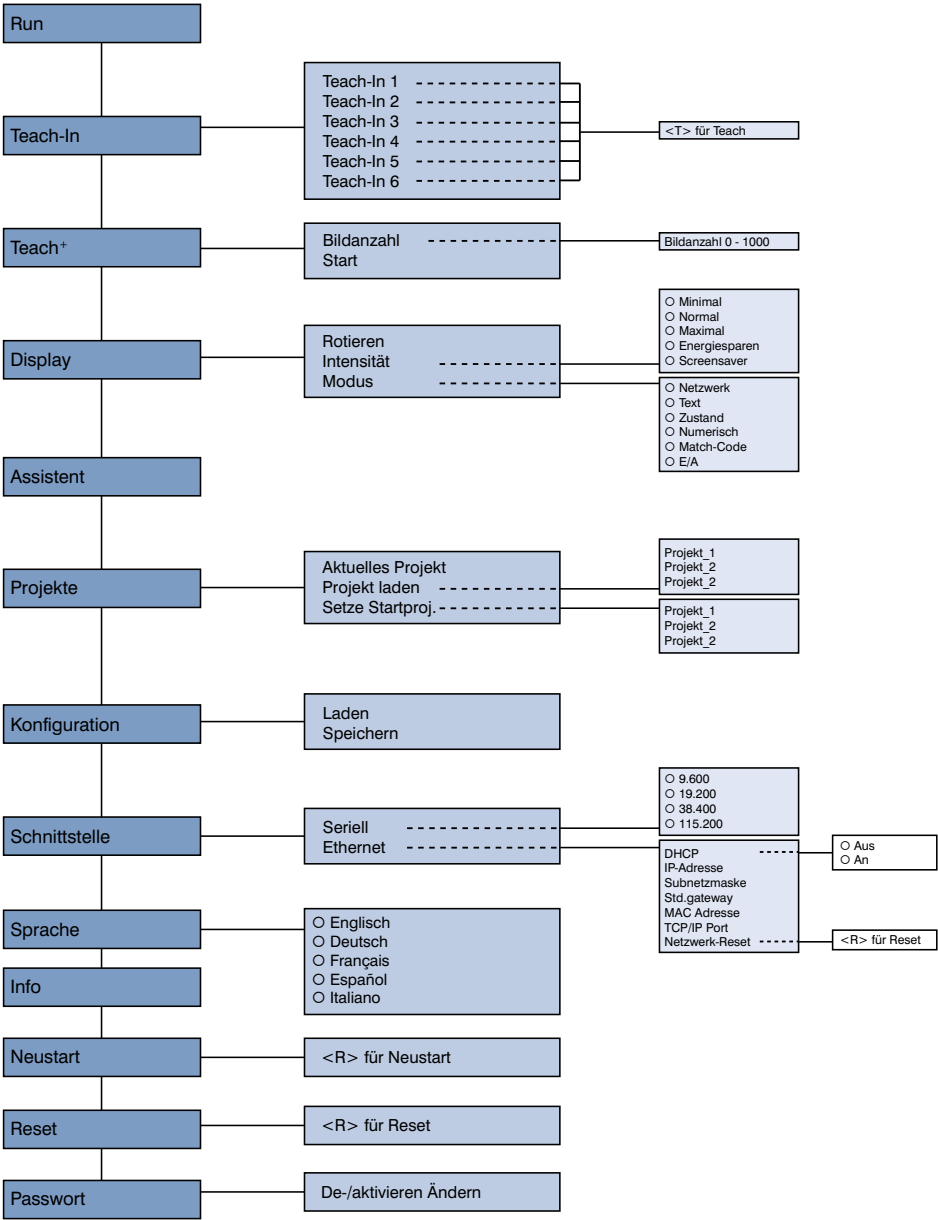 Run
Teach-In
Teach-In 1
Teach-In 2
Teach-In 3
Teach-In 4
Teach-In 5
Teach-In 6
<T> für Teach
Teach+
Bildanzahl
Start
Bildanzahl 0 - 1000
Display
Rotieren
Intensität
Modus
Minimal
Normal
Maximal
Energiesparen
Screensaver
Netzwerk
Text
Zustand
Numerisch
Match-Code
E/A
Assistent
Projekte
Aktuelles Projekt
Projekt laden
Setze Startproj.
Projekt_1
Projekt_2
Projekt_2
Projekt_1
Projekt_2
Projekt_2
Konfiguration
Laden
Speichern
Schnittstelle
Seriell
Ethernet
9.600
19.200
38.400
115.200
DHCP
IP-Adresse
Subnetzmaske
Std.gateway
MAC Adresse
TCP/IP Port
Netzwerk-Reset
Aus
An
<R> für Reset
Sprache
Englisch
Deutsch
Français
Español
Italiano
Info
Neustart
<R> für Neustart
Reset
<R> für Reset
Passwort
De-/aktivieren Ändern